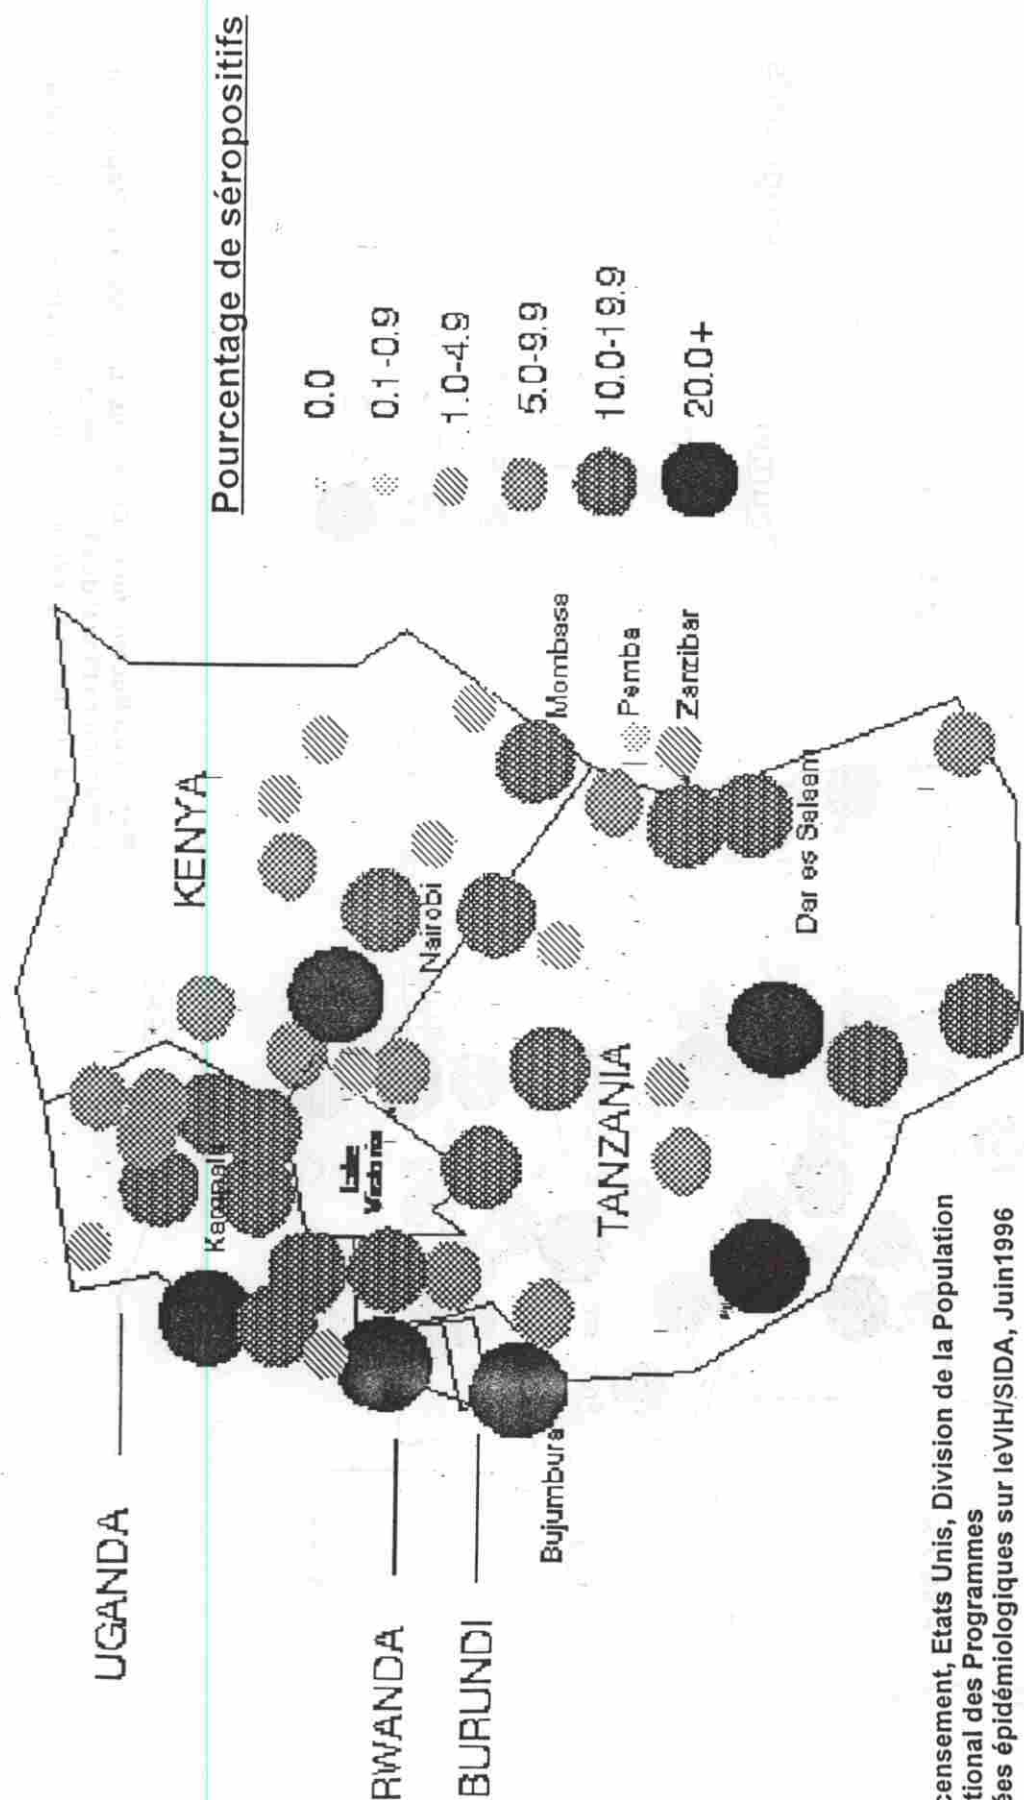 Pourcentage de séropositifs
0.0
0.1-0.9
1.0-4.9
5.0-9.9
10.0-19.9
20.0+
UGANDA
RWANDA
BURUNDI
KENYA
TANZANIA
Kampala
Lake
Victoria
Nairobi
Mombasa
Pemba
Zanzibar
Dar es Salaam
Bujumbura
censement, Etats Unis, Division de la Population
tional des Programmes
ées épidémiologiques sur leVIH/SIDA, Juin1996